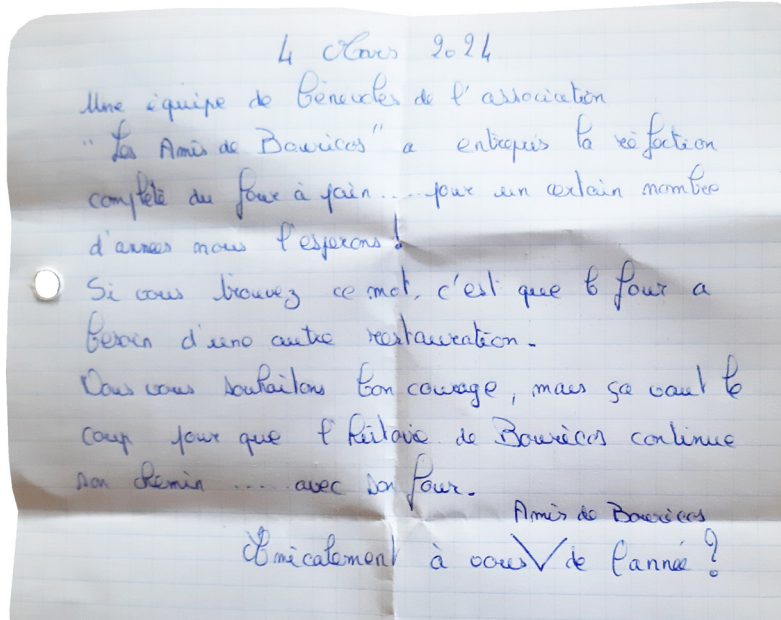 4 Mars 2024
Une équipe de bénévoles de l'association
"Les Amis de Bouricos" a entrepris la réfection
complète du four à pain..... pour un certain nombre
d'années nous l'espérons !
Si vous trouvez ce mot, c'est que le four a
besoin d'une autre restauration.
Nous vous souhaitons bon courage, mais ça vaut le
coup pour que l'histoire de Bouricos continue
son chemin ..... avec son four.
Amis de Bouricos
Amicalement à vous V de l'année ?